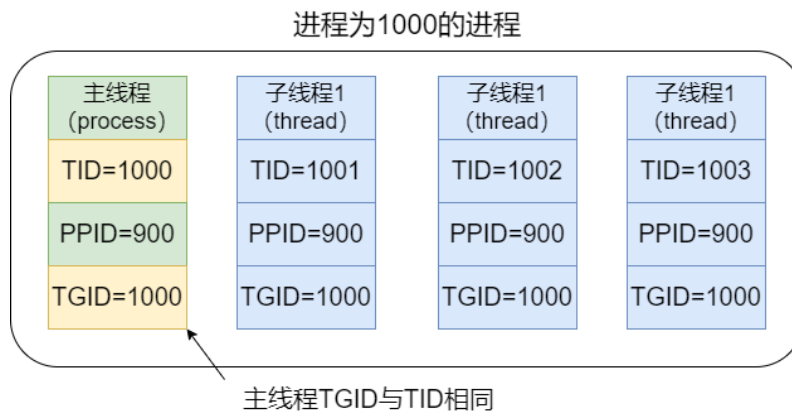 进程为1000的进程
主线程
(process)
TID=1000
PPID=900
TGID=1000
子线程1
(thread)
TID=1001
PPID=900
TGID=1000
子线程1
(thread)
TID=1002
PPID=900
TGID=1000
子线程1
(thread)
TID=1003
PPID=900
TGID=1000
主线程TGID与TID相同